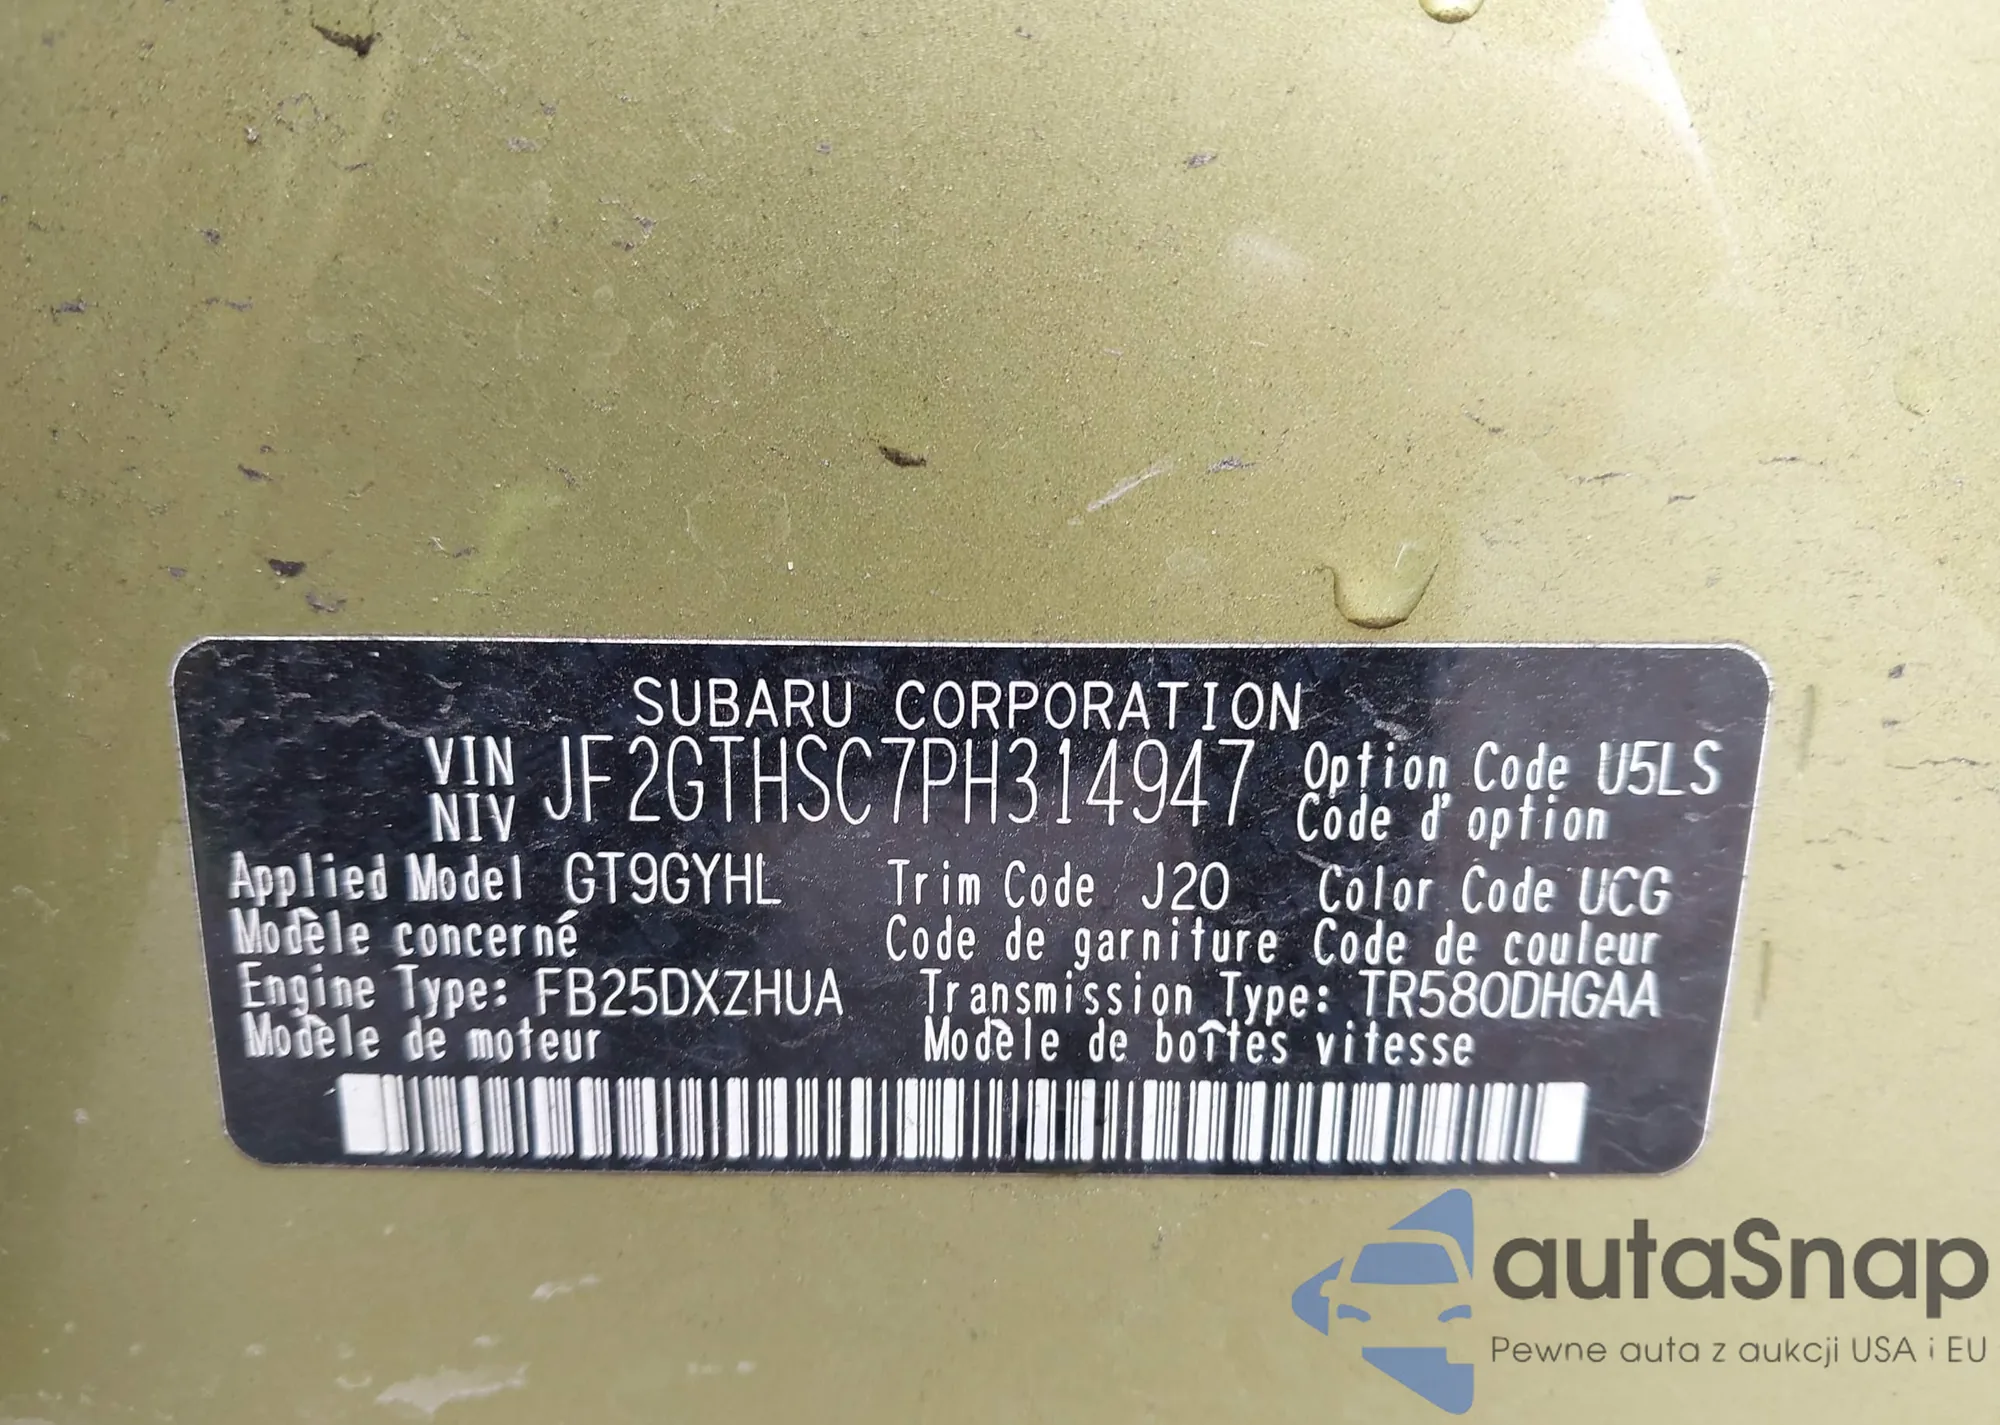 SUBARU CORPORATION
VIN JF2GTHSC7PH314947 Option Code U5LS
NIV Code d'option
Applied Model GT9GYHL Trim Code J20 Color Code UCG
Modèle concerné Code de garniture Code de couleur
Engine Type: FB25DXZHUA Transmission Type: TR580DHGAA
Modèle de moteur Modèle de boîtes vitesse
autaSnap
Pewne auta z aukcji USA i EU